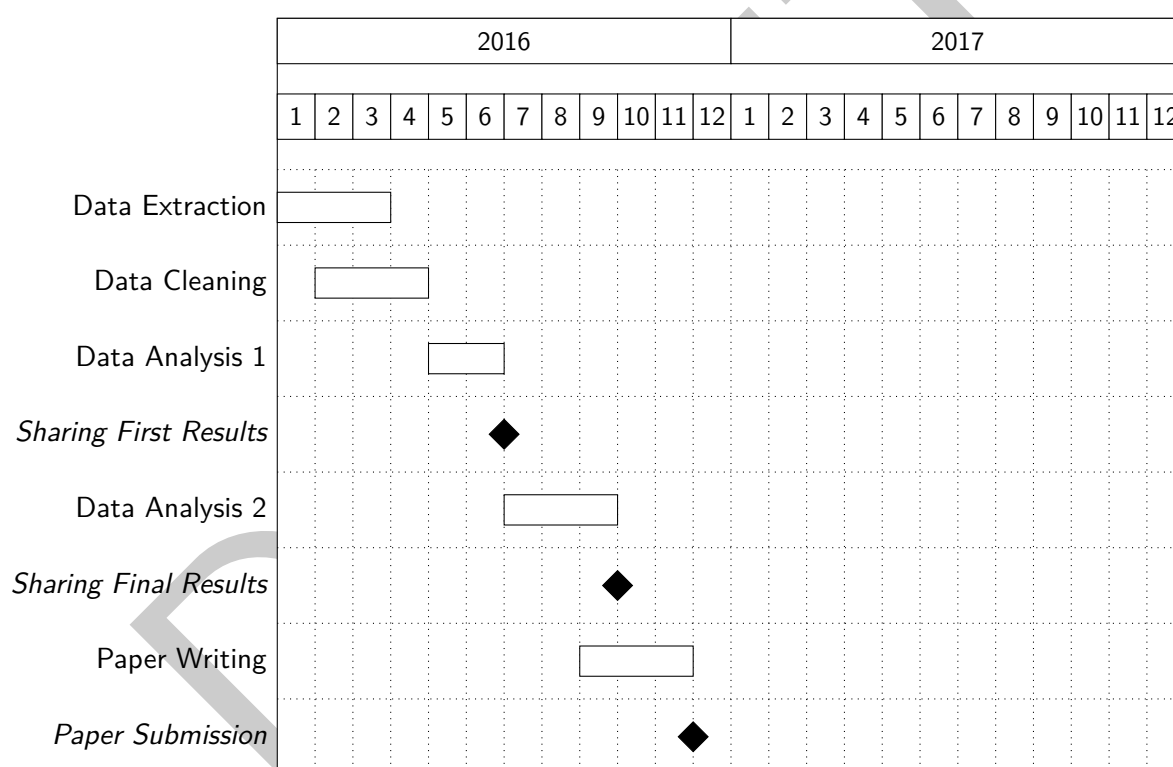 2016 2017
1 2 3 4 5 6 7 8 9 10 11 12 1 2 3 4 5 6 7 8 9 10 11 12
Data Extraction
Data Cleaning
Data Analysis 1
Sharing First Results
Data Analysis 2
Sharing Final Results
Paper Writing
Paper Submission